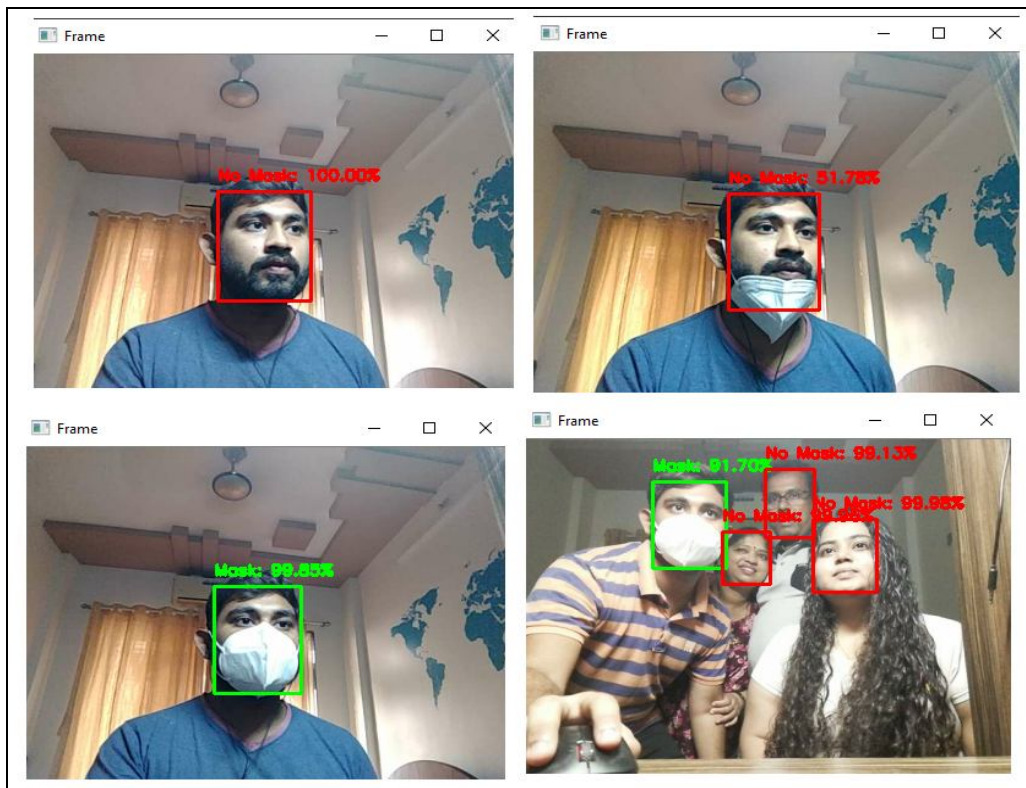 Frame
No Mask: 100.00%
Frame
No Mask: 51.78%
Frame
Mask: 99.85%
Frame
Mask: 91.70%
No Mask: 99.13%
No Mask: 99.98%
No Mask: